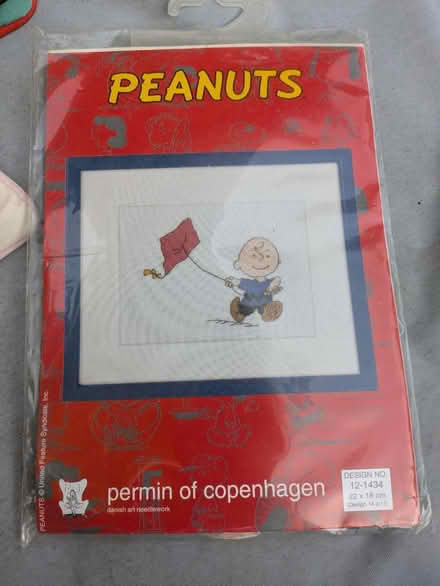 PEANUTS
PEANUTS © United Feature Syndicate, Inc.
permin of copenhagen
danish art needlework
DESIGN NO.
12-1434
22 x 18 cm